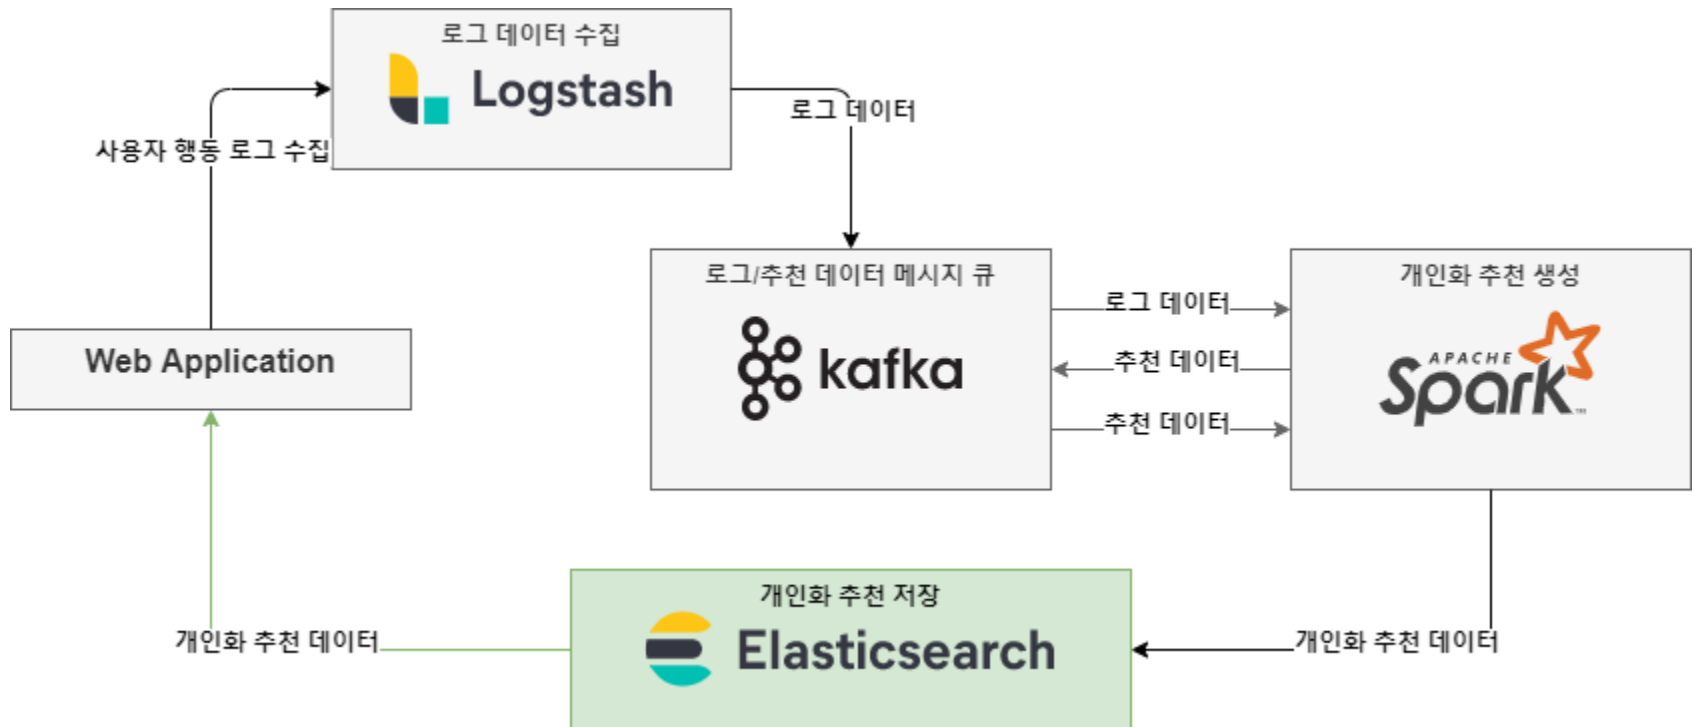 로그 데이터 수집
Logstash
로그 데이터
사용자 행동 로그 수집
로그/추천 데이터 메시지 큐
kafka
개인화 추천 생성
APACHE
Spark™
로그 데이터
추천 데이터
추천 데이터
Web Application
개인화 추천 저장
Elasticsearch
개인화 추천 데이터
개인화 추천 데이터